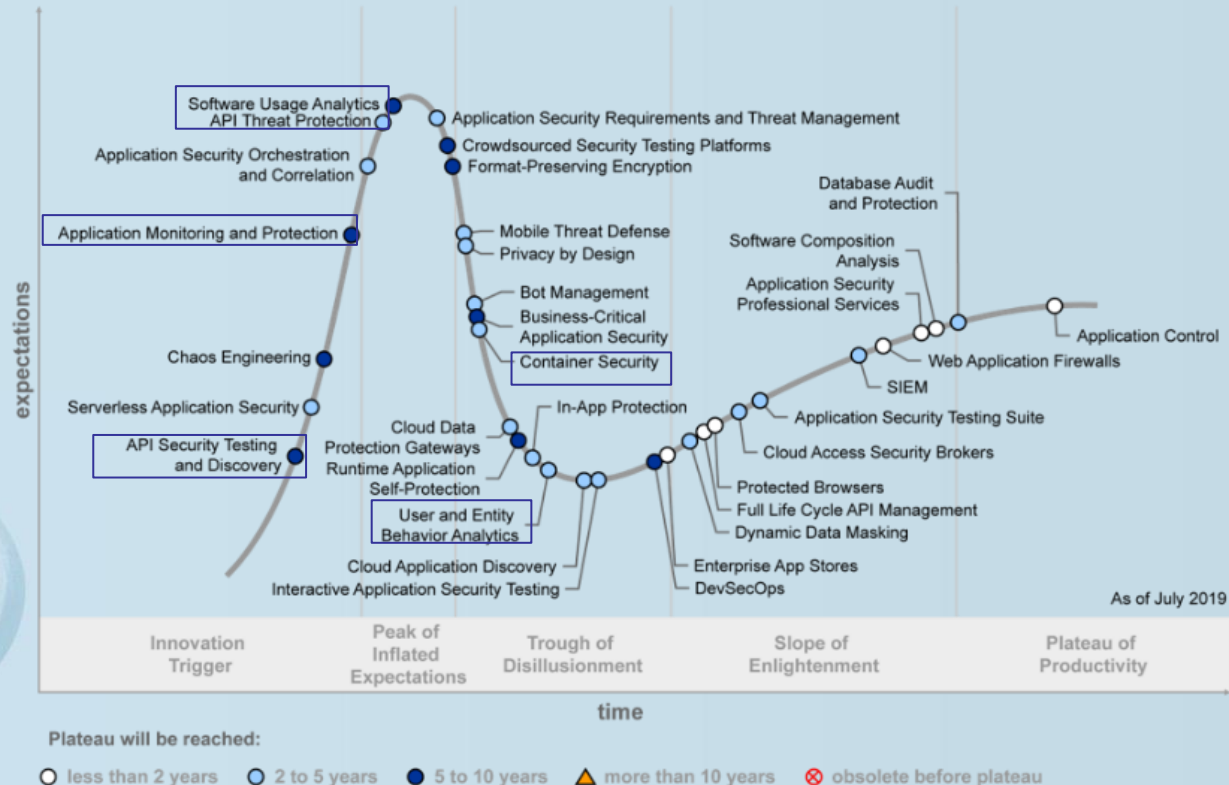 Software Usage Analytics
API Threat Protection
Application Security Orchestration
and Correlation
Application Monitoring and Protection
Chaos Engineering
Serverless Application Security
API Security Testing
and Discovery
Application Security Requirements and Threat Management
Crowdsourced Security Testing Platforms
Format-Preserving Encryption
Mobile Threat Defense
Privacy by Design
Bot Management
Business-Critical
Application Security
Container Security
In-App Protection
Cloud Data
Protection Gateways
Runtime Application
Self-Protection
User and Entity
Behavior Analytics
Cloud Application Discovery
Interactive Application Security Testing
Database Audit
and Protection
Software Composition
Analysis
Application Security
Professional Services
Application Control
Web Application Firewalls
SIEM
Application Security Testing Suite
Cloud Access Security Brokers
Protected Browsers
Full Life Cycle API Management
Dynamic Data Masking
Enterprise App Stores
DevSecOps
As of July 2019
expectations
Innovation
Trigger
Peak of
Inflated
Expectations
Trough of
Disillusionment
Slope of
Enlightenment
Plateau of
Productivity
time
Plateau will be reached:
less than 2 years
2 to 5 years
5 to 10 years
more than 10 years
obsolete before plateau